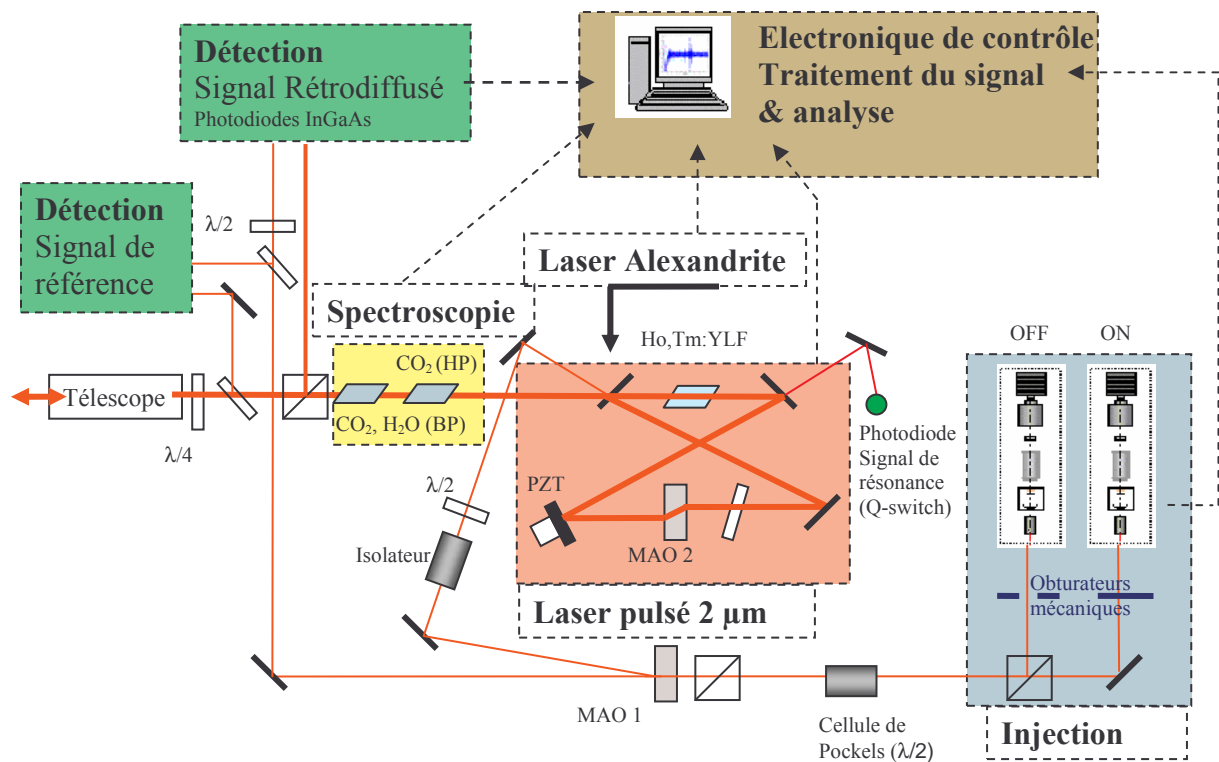 Détection
Signal Rétrodiffusé
Photodiodes InGaAs
Electronique de contrôle
Traitement du signal
& analyse
Détection
Signal de
référence
λ/2
Laser Alexandrite
Spectroscopie
Ho,Tm:YLF
OFF
ON
CO₂ (HP)
Télescope
CO₂, H₂O (BP)
λ/4
Photodiode
Signal de
résonance
(Q-switch)
λ/2
PZT
MAO 2
Isolateur
Obturateurs
mécaniques
Laser pulsé 2 µm
MAO 1
Cellule de
Pockels (λ/2)
Injection